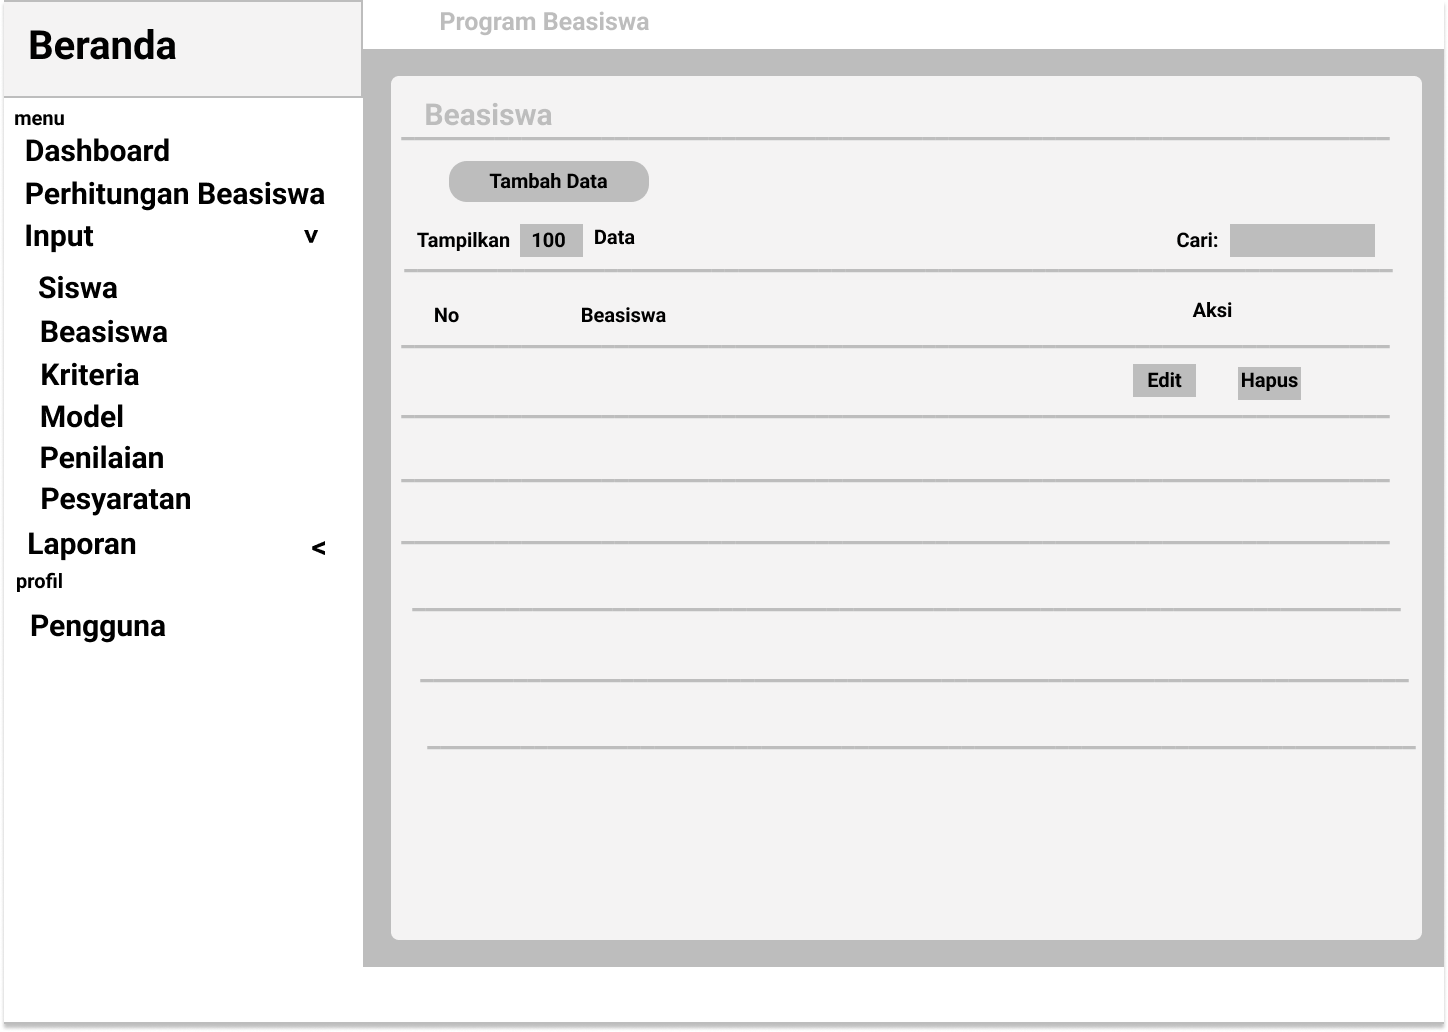 Beranda
menu
Dashboard
Perhitungan Beasiswa
Input v
Siswa
Beasiswa
Kriteria
Model
Penilaian
Pesyaratan
Laporan <
profil
Pengguna
Program Beasiswa
Beasiswa
Tambah Data
Tampilkan 100 Data Cari:
No Beasiswa Aksi
Edit Hapus